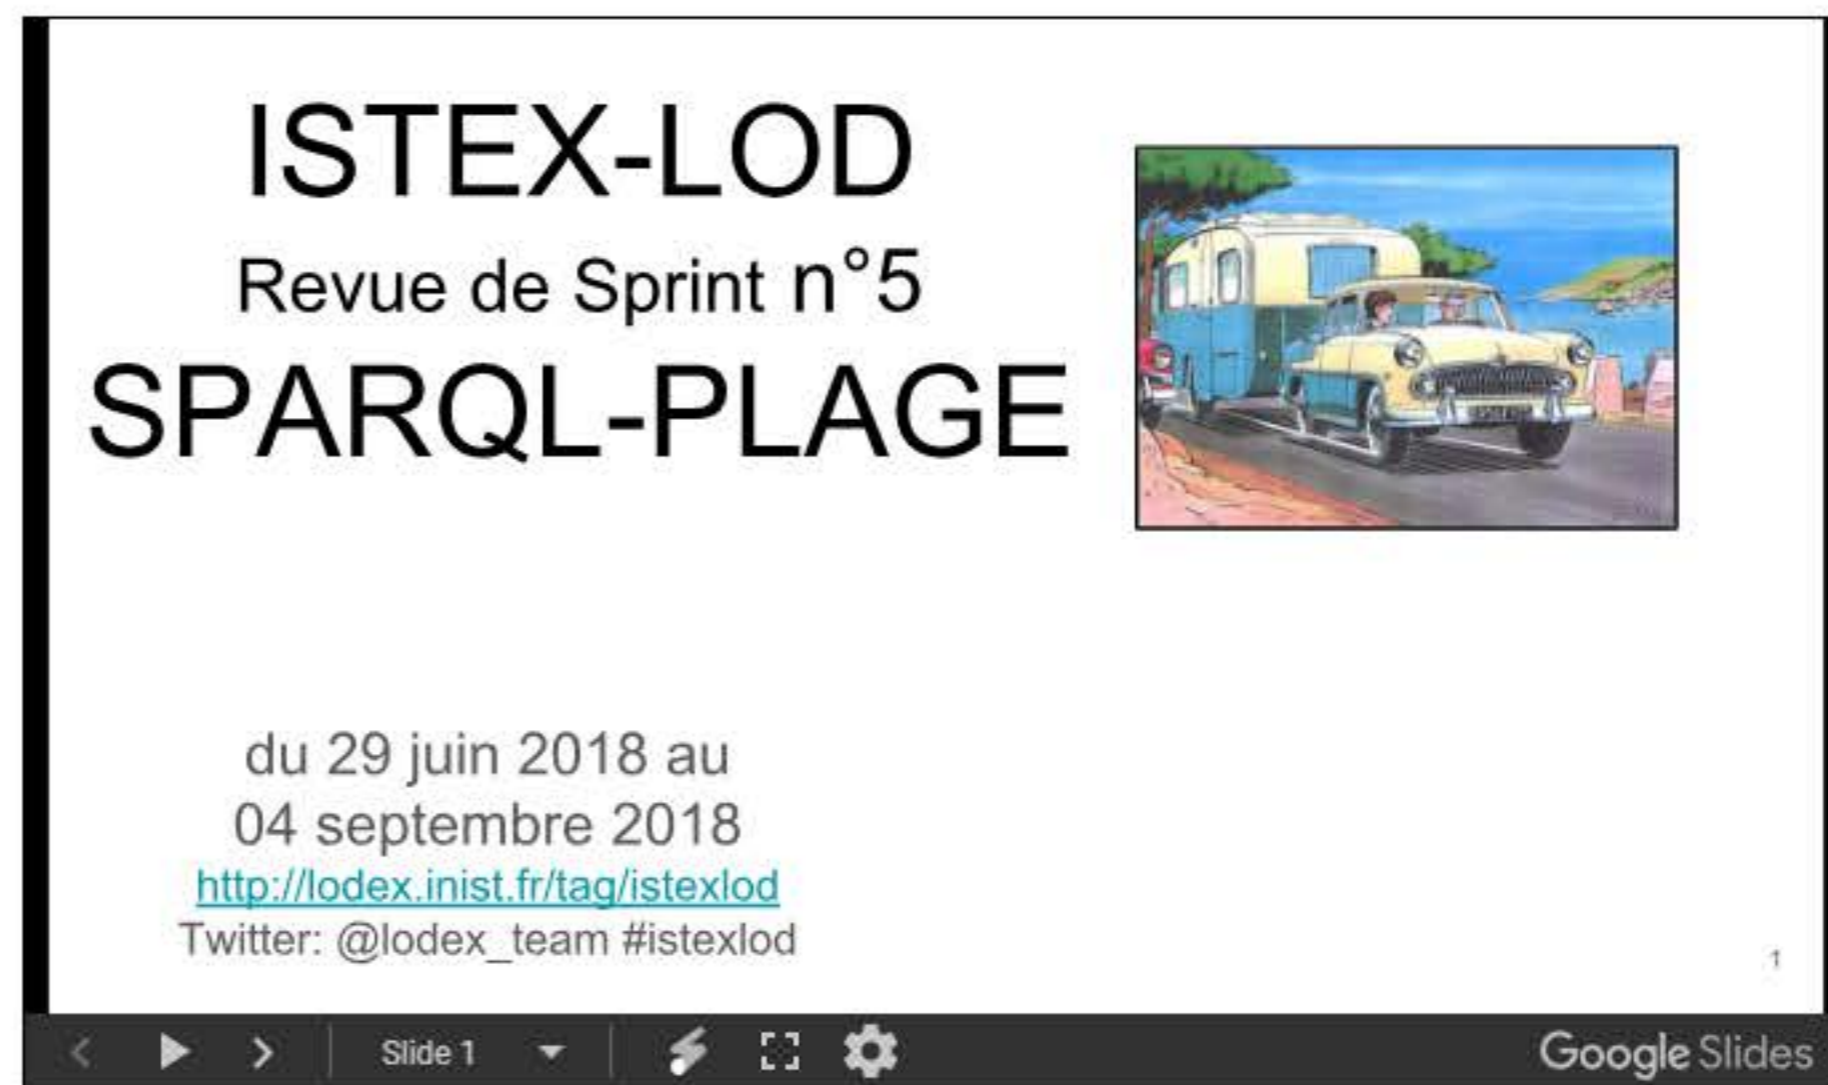 ISTEX-LOD
Revue de Sprint n°5
SPARQL-PLAGE
du 29 juin 2018 au
04 septembre 2018
http://lodex.inist.fr/tag/istexlod
Twitter: @lodex_team #istexlod
1
Slide 1
Google Slides